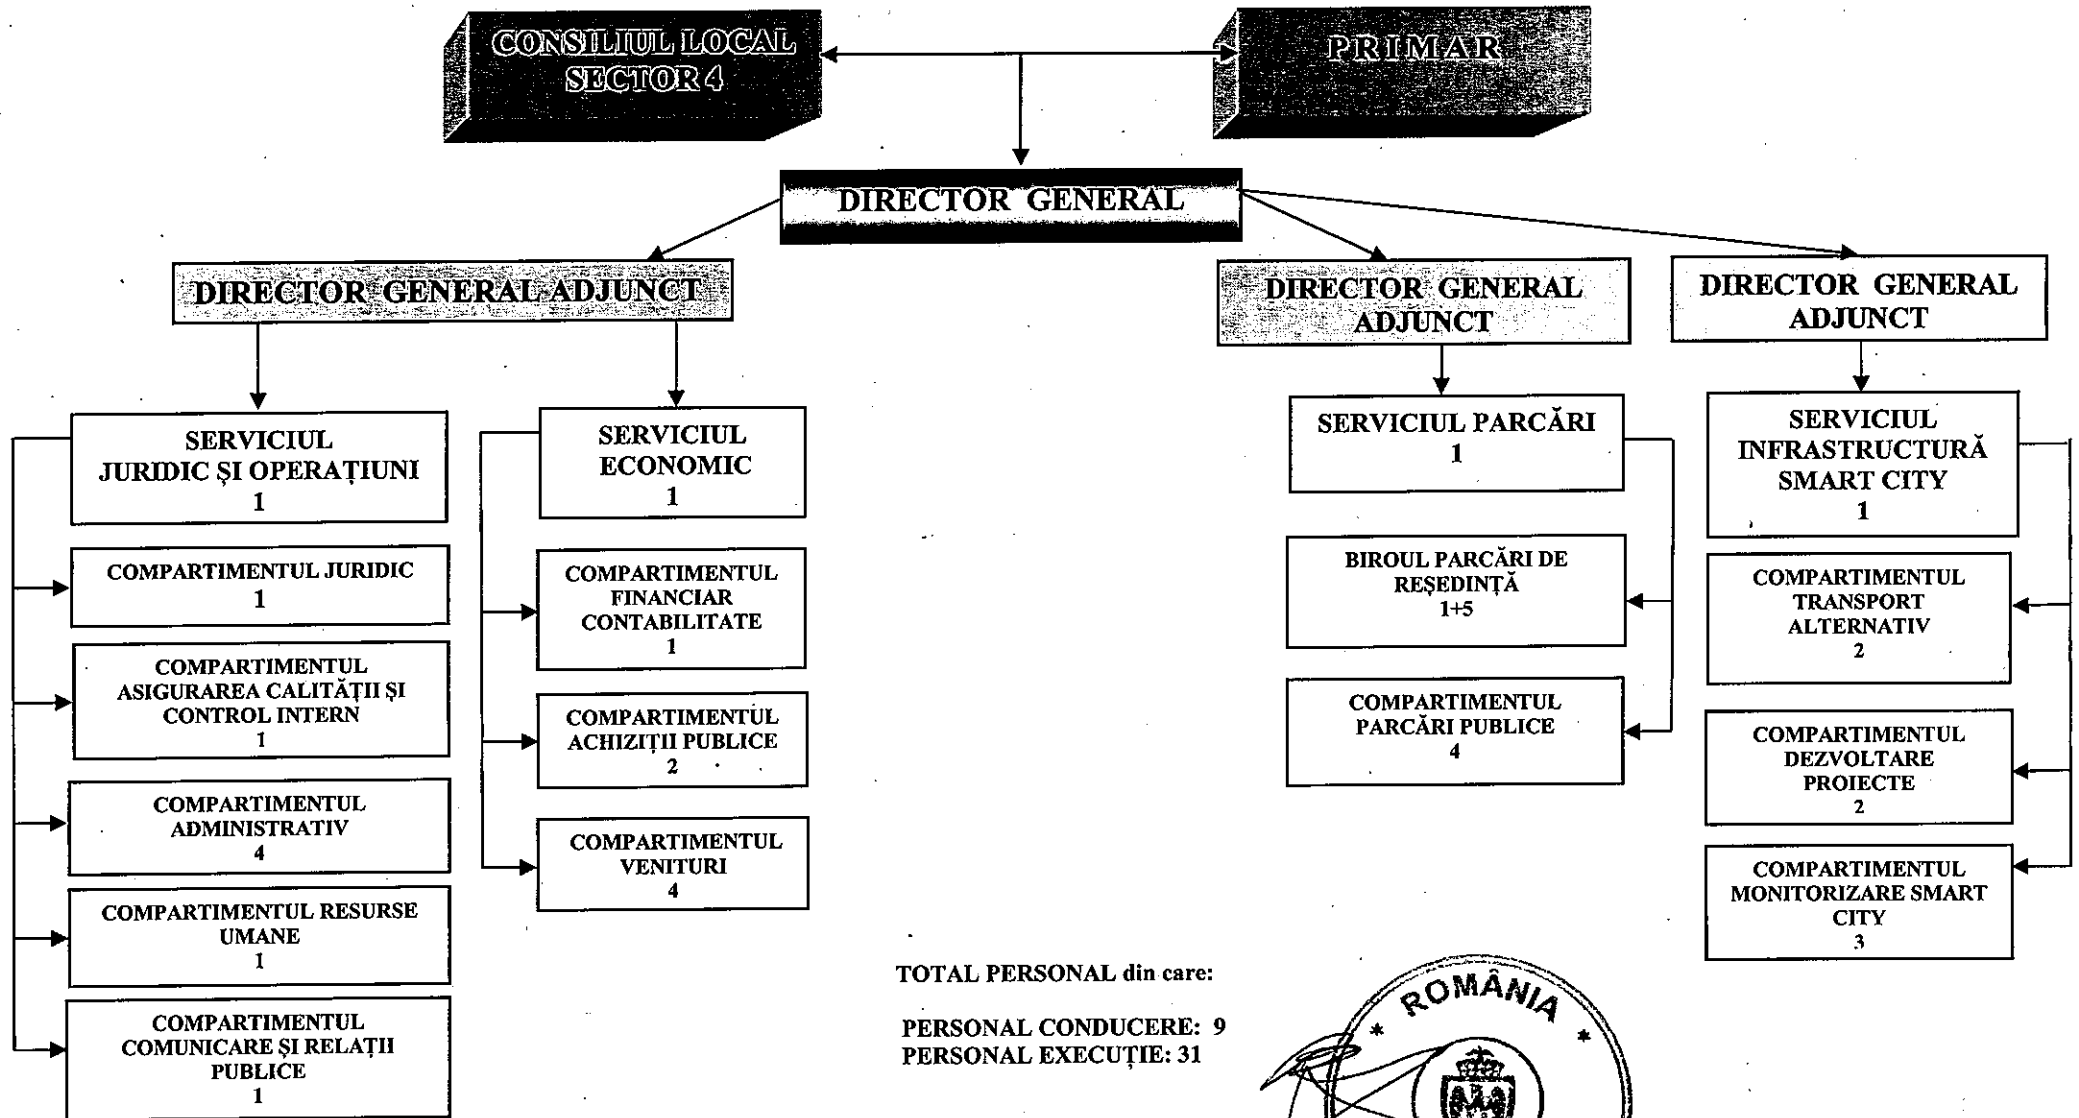 CONSILIUL LOCAL
SECTOR 4
PRIMAR
DIRECTOR GENERAL
DIRECTOR GENERAL ADJUNCT
DIRECTOR GENERAL
ADJUNCT
DIRECTOR GENERAL
ADJUNCT
SERVICIUL
JURIDIC ȘI OPERAȚIUNI
1
COMPARTIMENTUL JURIDIC
1
COMPARTIMENTUL
ASIGURAREA CALITĂȚII ȘI
CONTROL INTERN
1
COMPARTIMENTUL
ADMINISTRATIV
4
COMPARTIMENTUL RESURSE
UMANE
1
COMPARTIMENTUL
COMUNICARE ȘI RELAȚII
PUBLICE
1
SERVICIUL
ECONOMIC
1
COMPARTIMENTUL
FINANCIAR
CONTABILITATE
1
COMPARTIMENTUL
ACHIZIȚII PUBLICE
2
COMPARTIMENTUL
VENITURI
4
SERVICIUL PARCĂRI
1
BIROUL PARCĂRI DE
REȘEDINȚĂ
1+5
COMPARTIMENTUL
PARCĂRI PUBLICE
4
SERVICIUL
INFRASTRUCTURĂ
SMART CITY
1
COMPARTIMENTUL
TRANSPORT
ALTERNATIV
2
COMPARTIMENTUL
DEZVOLTARE
PROIECTE
2
COMPARTIMENTUL
MONITORIZARE SMART
CITY
3
TOTAL PERSONAL din care:
PERSONAL CONDUCERE: 9
PERSONAL EXECUȚIE: 31
* ROMÂNIA *